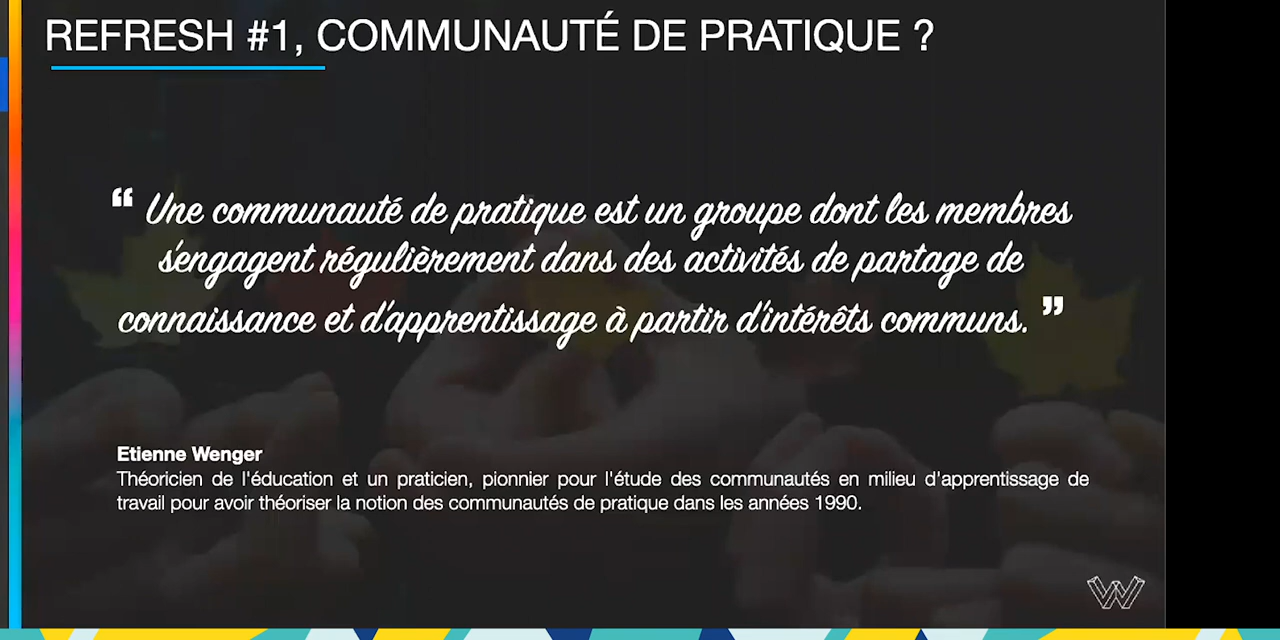 REFRESH #1, COMMUNAUTÉ DE PRATIQUE ?
“ Une communauté de pratique est un groupe dont les membres
s'engagent régulièrement dans des activités de partage de
connaissance et d'apprentissage à partir d'intérêts communs. ”
Etienne Wenger
Théoricien de l'éducation et un praticien, pionnier pour l'étude des communautés en milieu d'apprentissage de
travail pour avoir théoriser la notion des communautés de pratique dans les années 1990.
W